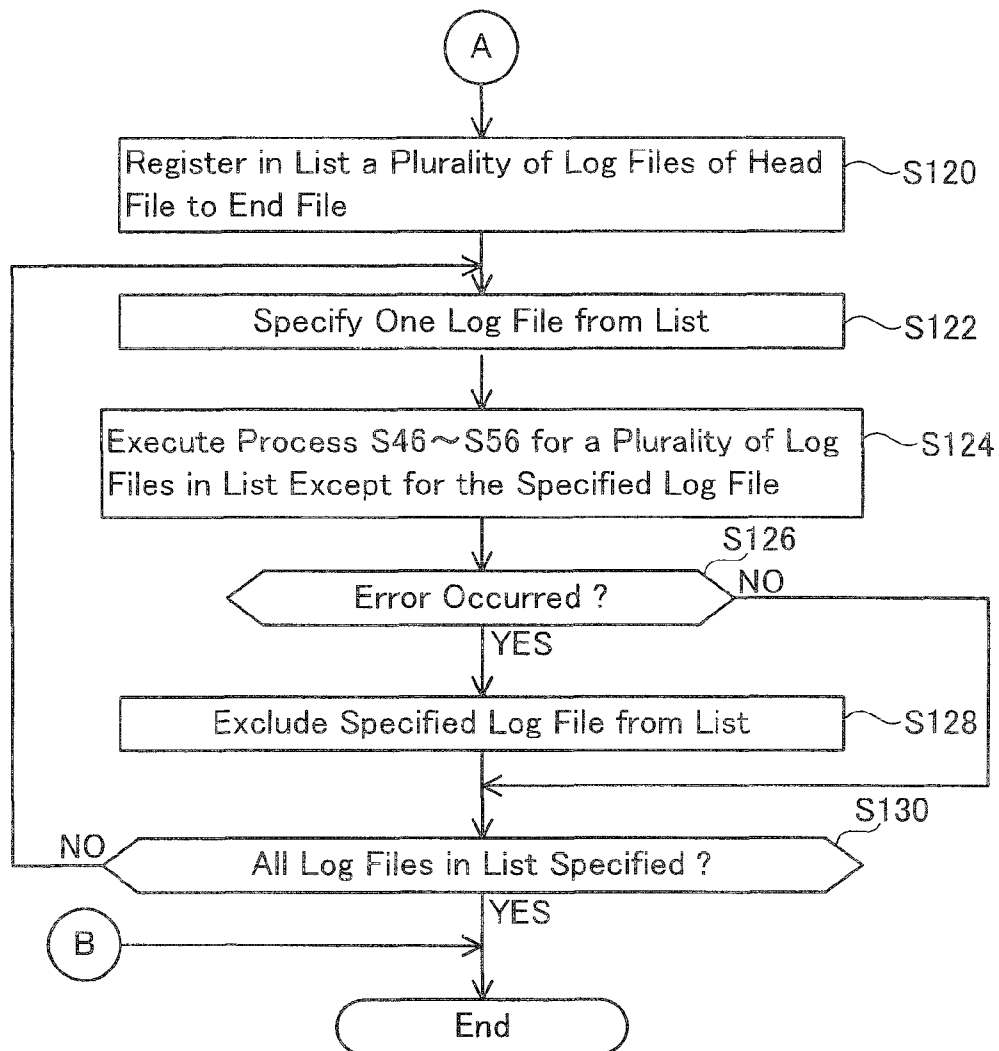 A
Register in List a Plurality of Log Files of Head
File to End File
S120
Specify One Log File from List
S122
Execute Process S46～S56 for a Plurality of Log
Files in List Except for the Specified Log File
S124
S126
Error Occurred ?
NO
YES
Exclude Specified Log File from List
S128
S130
NO
All Log Files in List Specified ?
YES
B
End